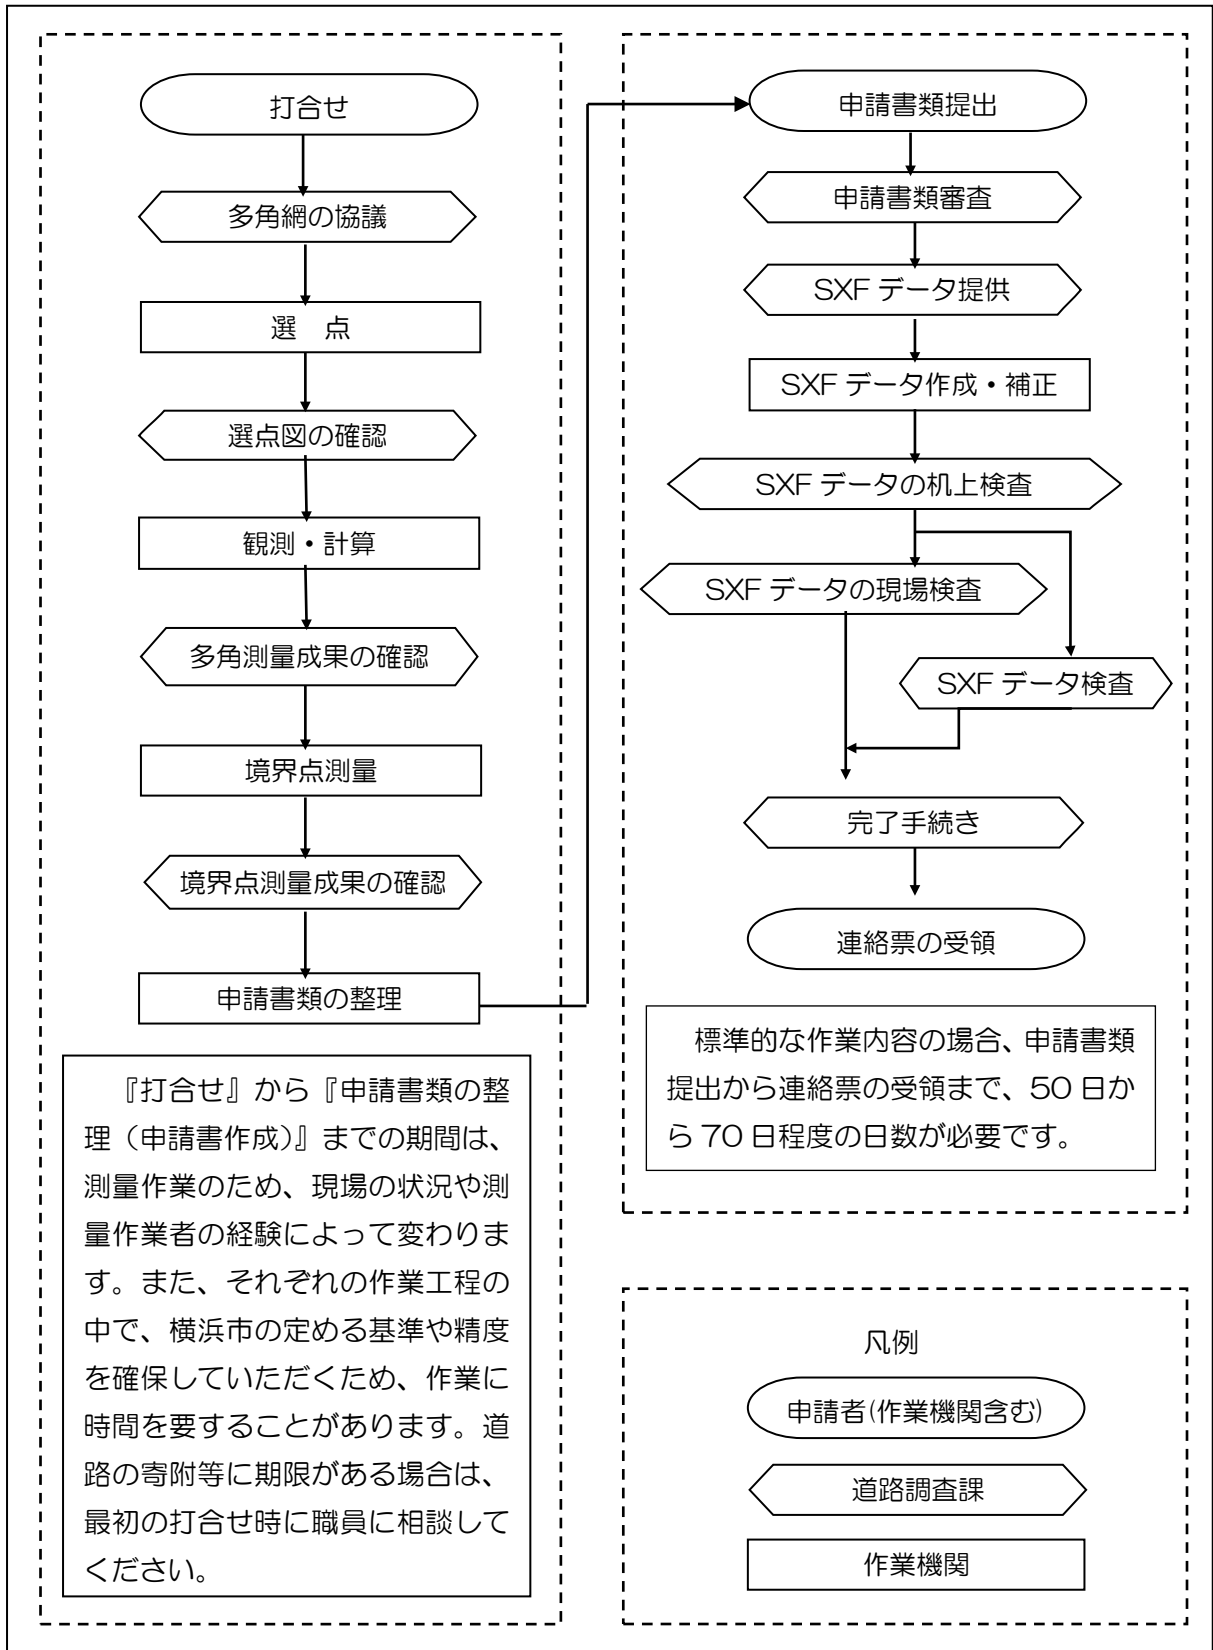 打合せ
多角網の協議
選　点
選点図の確認
観測・計算
多角測量成果の確認
境界点測量
境界点測量成果の確認
申請書類の整理
『打合せ』から『申請書類の整
理（申請書作成）』までの期間は、
測量作業のため、現場の状況や測
量作業者の経験によって変わりま
す。また、それぞれの作業工程の
中で、横浜市の定める基準や精度
を確保していただくため、作業に
時間を要することがあります。道
路の寄附等に期限がある場合は、
最初の打合せ時に職員に相談して
ください。
申請書類提出
申請書類審査
SXF データ提供
SXF データ作成・補正
SXF データの机上検査
SXF データの現場検査
SXF データ検査
完了手続き
連絡票の受領
標準的な作業内容の場合、申請書類
提出から連絡票の受領まで、50 日か
ら 70 日程度の日数が必要です。
凡例
申請者(作業機関含む)
道路調査課
作業機関